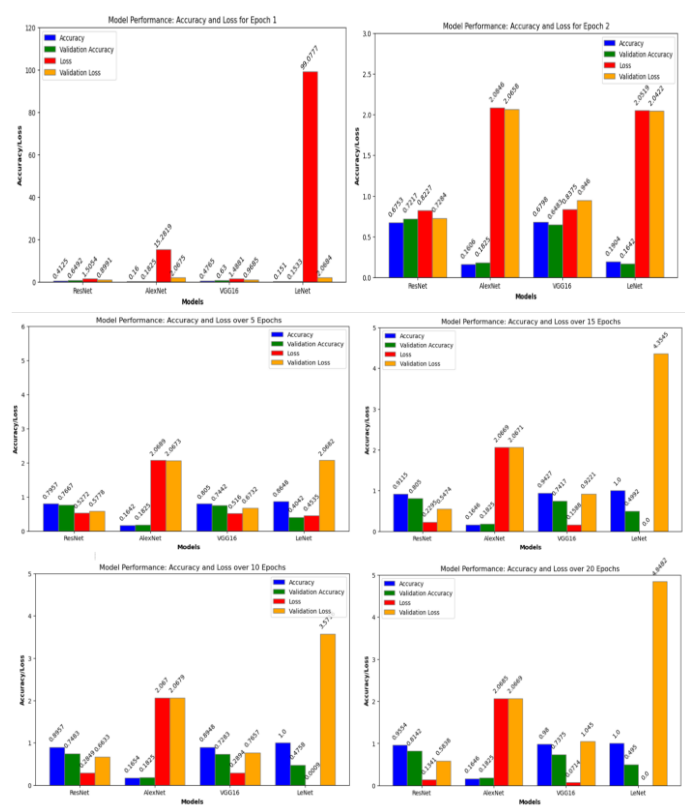 Model Performance: Accuracy and Loss for Epoch 1
Accuracy/Loss
120
100
80
60
40
20
0
Accuracy
Validation Accuracy
Loss
Validation Loss
0.4125 0.6492 1.5054 0.8991
0.16 0.1825 15.2819 2.0675
0.4765 0.63 1.4881 0.9685
0.151 0.1533 99.0777 2.0684
ResNet AlexNet VGG16 LeNet
Models
Model Performance: Accuracy and Loss for Epoch 2
Accuracy/Loss
3.0
2.5
2.0
1.5
1.0
0.5
0.0
Accuracy
Validation Accuracy
Loss
Validation Loss
0.6753 0.7217 0.8227 0.7284
0.1606 0.1825 2.0846 2.0658
0.6798 0.6483 0.8375 0.946
0.1904 0.1642 2.0519 2.0422
ResNet AlexNet VGG16 LeNet
Models
Model Performance: Accuracy and Loss over 5 Epochs
Accuracy/Loss
6
5
4
3
2
1
0
Accuracy
Validation Accuracy
Loss
Validation Loss
0.7957 0.7667 0.5272 0.5778
0.1642 0.1825 2.0689 2.0673
0.805 0.7442 0.516 0.6732
0.8648 0.4042 0.4535 2.0682
ResNet AlexNet VGG16 LeNet
Models
Model Performance: Accuracy and Loss over 15 Epochs
Accuracy/Loss
5
4
3
2
1
0
Accuracy
Validation Accuracy
Loss
Validation Loss
0.9115 0.805 0.2295 0.5474
0.1646 0.1825 2.0669 2.0671
0.9427 0.7417 0.1586 0.9221
1.0 0.4992 0.0 4.3545
ResNet AlexNet VGG16 LeNet
Models
Model Performance: Accuracy and Loss over 10 Epochs
Accuracy/Loss
5
4
3
2
1
0
Accuracy
Validation Accuracy
Loss
Validation Loss
0.8957 0.7483 0.2849 0.6633
0.1654 0.1825 2.067 2.0679
0.8948 0.7283 0.2894 0.7657
1.0 0.4758 0.0009
ResNet AlexNet VGG16 LeNet
Models
Model Performance: Accuracy and Loss over 20 Epochs
Accuracy/Loss
5
4
3
2
1
0
Accuracy
Validation Accuracy
Loss
Validation Loss
0.9554 0.8142 0.1341 0.5838
0.1646 0.1825 2.0665 2.0669
0.98 0.7375 0.0714 1.045
1.0 0.495 0.0 4.8482
ResNet AlexNet VGG16 LeNet
Models